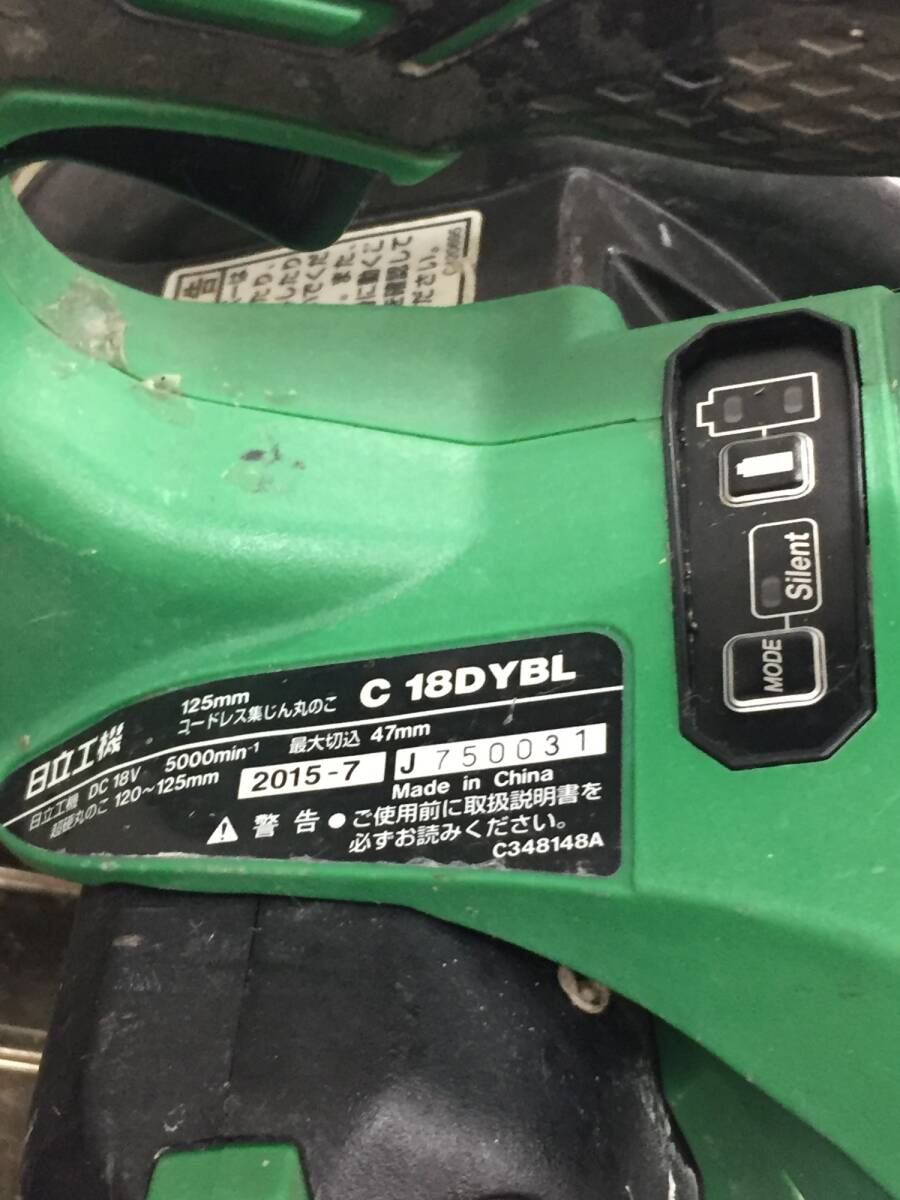 Silent
MODE
125mm
コードレス集じん丸のこ
C 18DYBL
日立工機
日立工機 DC 18V 5000min⁻¹ 最大切込 47mm
超硬丸のこ 120~125mm
2015-7
J 750031
Made in China
警告 ●ご使用前に取扱説明書を
必ずお読みください。
C348148A